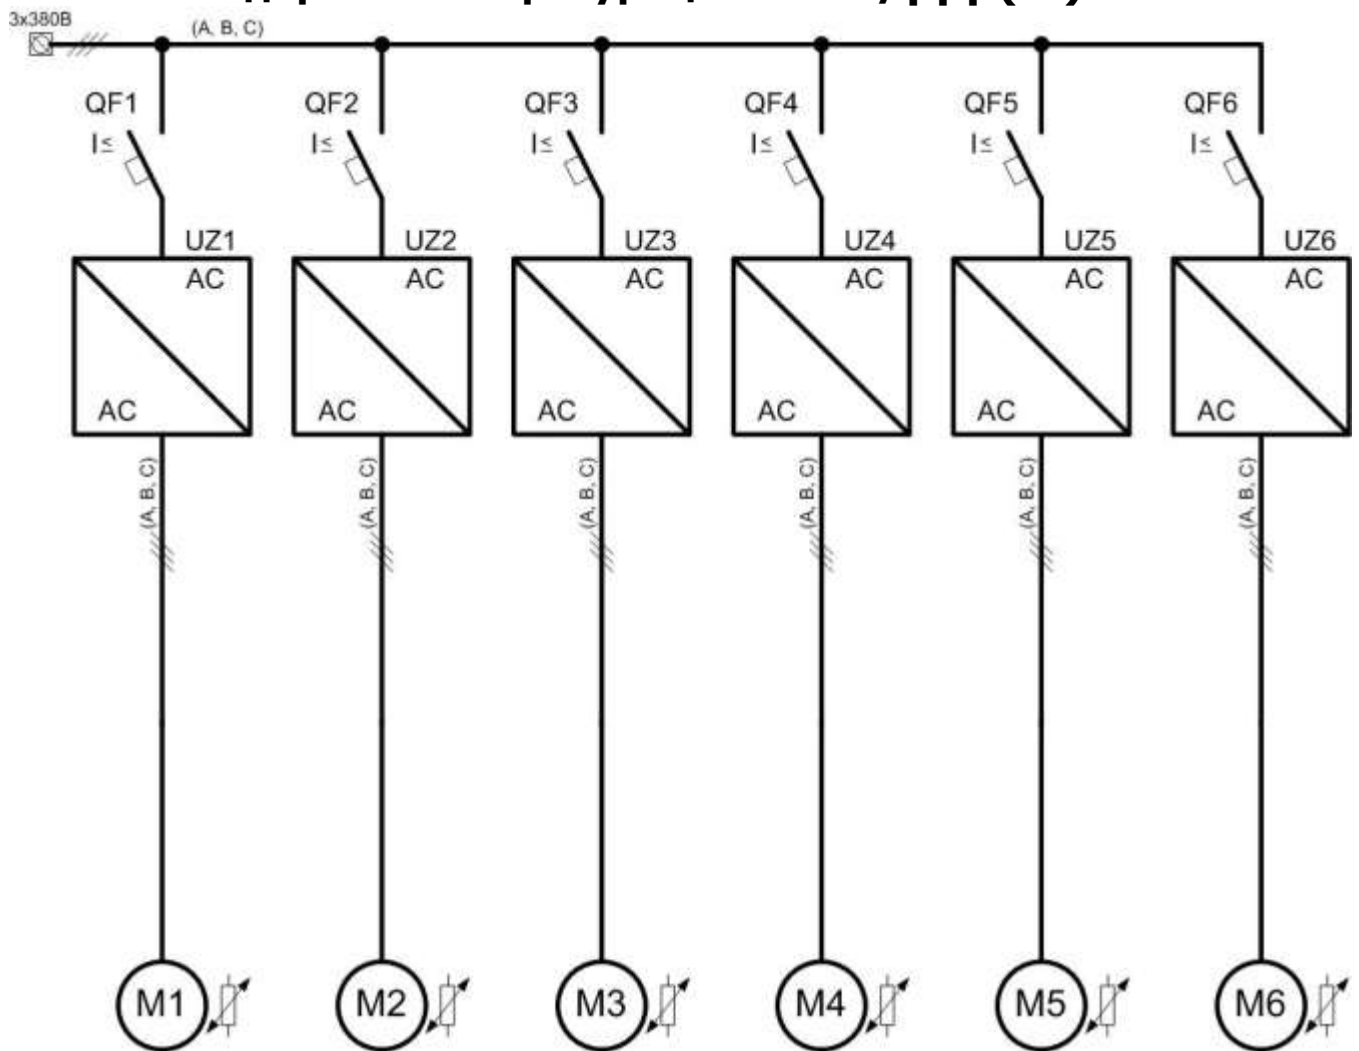 3x380В
(A, B, C)
QF1 QF2 QF3 QF4 QF5 QF6
I≤ I≤ I≤ I≤ I≤ I≤
UZ1 UZ2 UZ3 UZ4 UZ5 UZ6
AC AC AC AC AC AC
AC AC AC AC AC AC
(A, B, C) (A, B, C) (A, B, C) (A, B, C) (A, B, C) (A, B, C)
M1 M2 M3 M4 M5 M6